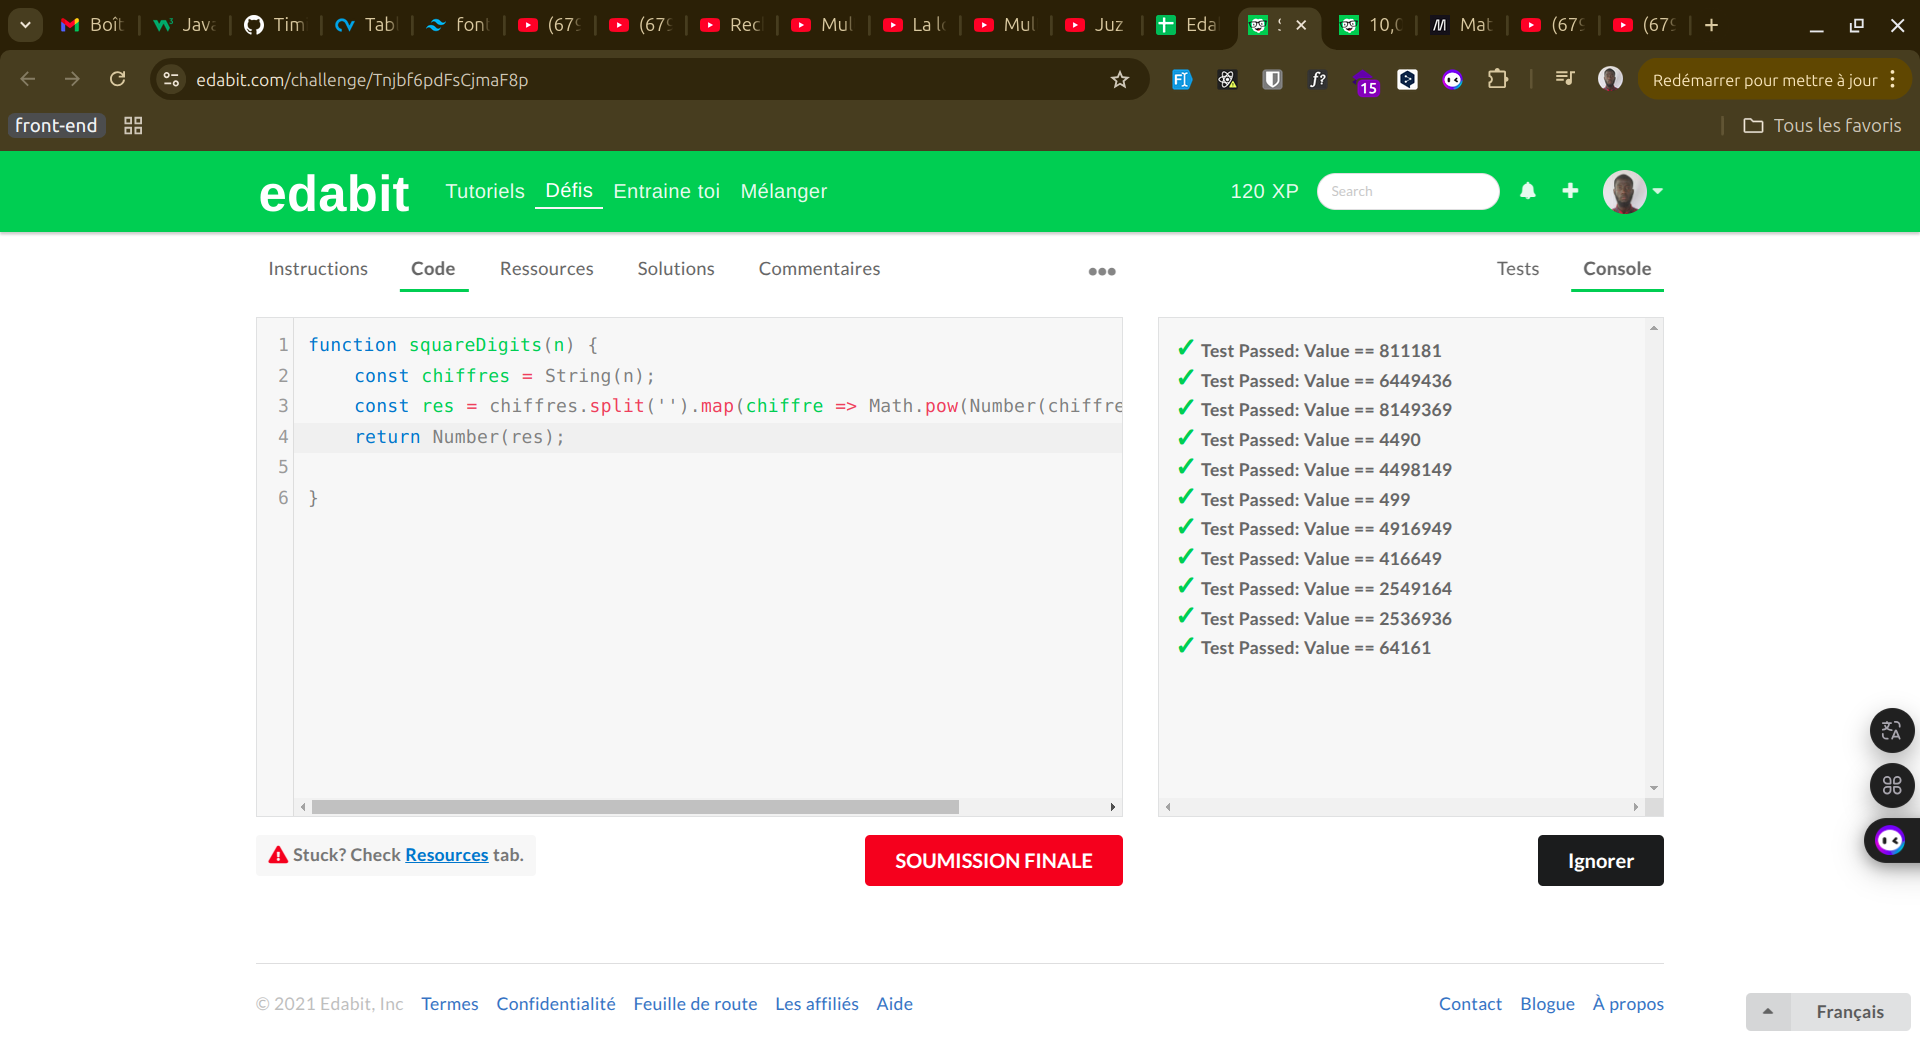 Boît
Java
Tim
Tab
font
(679
(679
Rec
Mul
La l
Mul
Juz
Eda
10,0
Mat
(679
(679
edabit.com/challenge/Tnjbf6pdFsCjmaF8p
15
Redémarrer pour mettre à jour
front-end
Tous les favoris
edabit
Tutoriels
Défis
Entraine toi
Mélanger
120 XP
Search
Instructions
Code
Ressources
Solutions
Commentaires
Tests
Console
1 function squareDigits(n) {
2 const chiffres = String(n);
3 const res = chiffres.split('').map(chiffre => Math.pow(Number(chiffre
4 return Number(res);
5
6 }
✓ Test Passed: Value == 811181
✓ Test Passed: Value == 6449436
✓ Test Passed: Value == 8149369
✓ Test Passed: Value == 4490
✓ Test Passed: Value == 4498149
✓ Test Passed: Value == 499
✓ Test Passed: Value == 4916949
✓ Test Passed: Value == 416649
✓ Test Passed: Value == 2549164
✓ Test Passed: Value == 2536936
✓ Test Passed: Value == 64161
Stuck? Check Resources tab.
SOUMISSION FINALE
Ignorer
© 2021 Edabit, Inc
Termes
Confidentialité
Feuille de route
Les affiliés
Aide
Contact
Blogue
À propos
Français